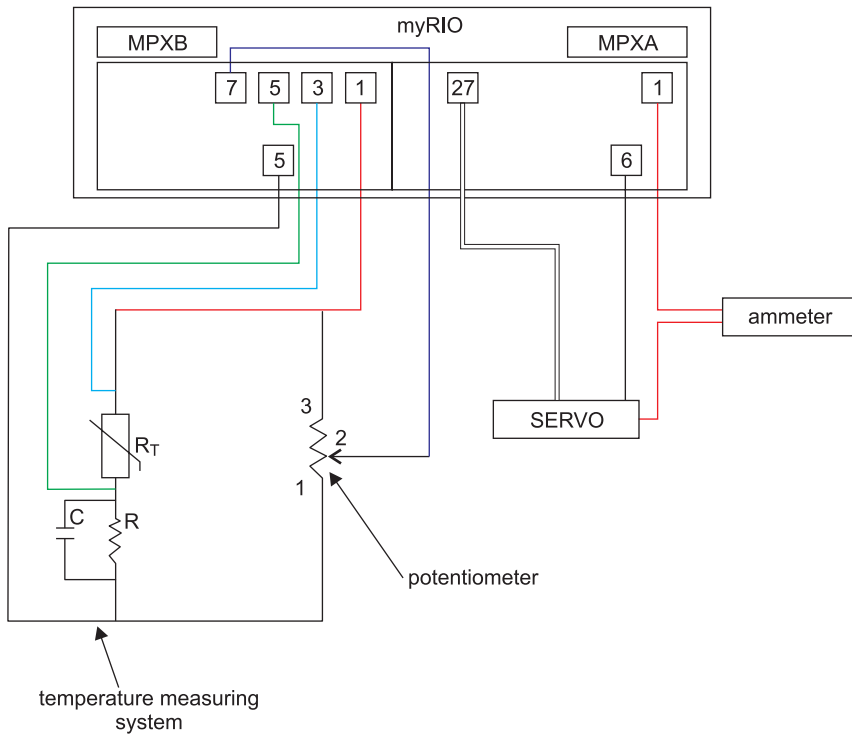 myRIO
MPXB
MPXA
7
5
3
1
27
1
5
6
ammeter
SERVO
3
2
1
RT
C
R
potentiometer
temperature measuring
system